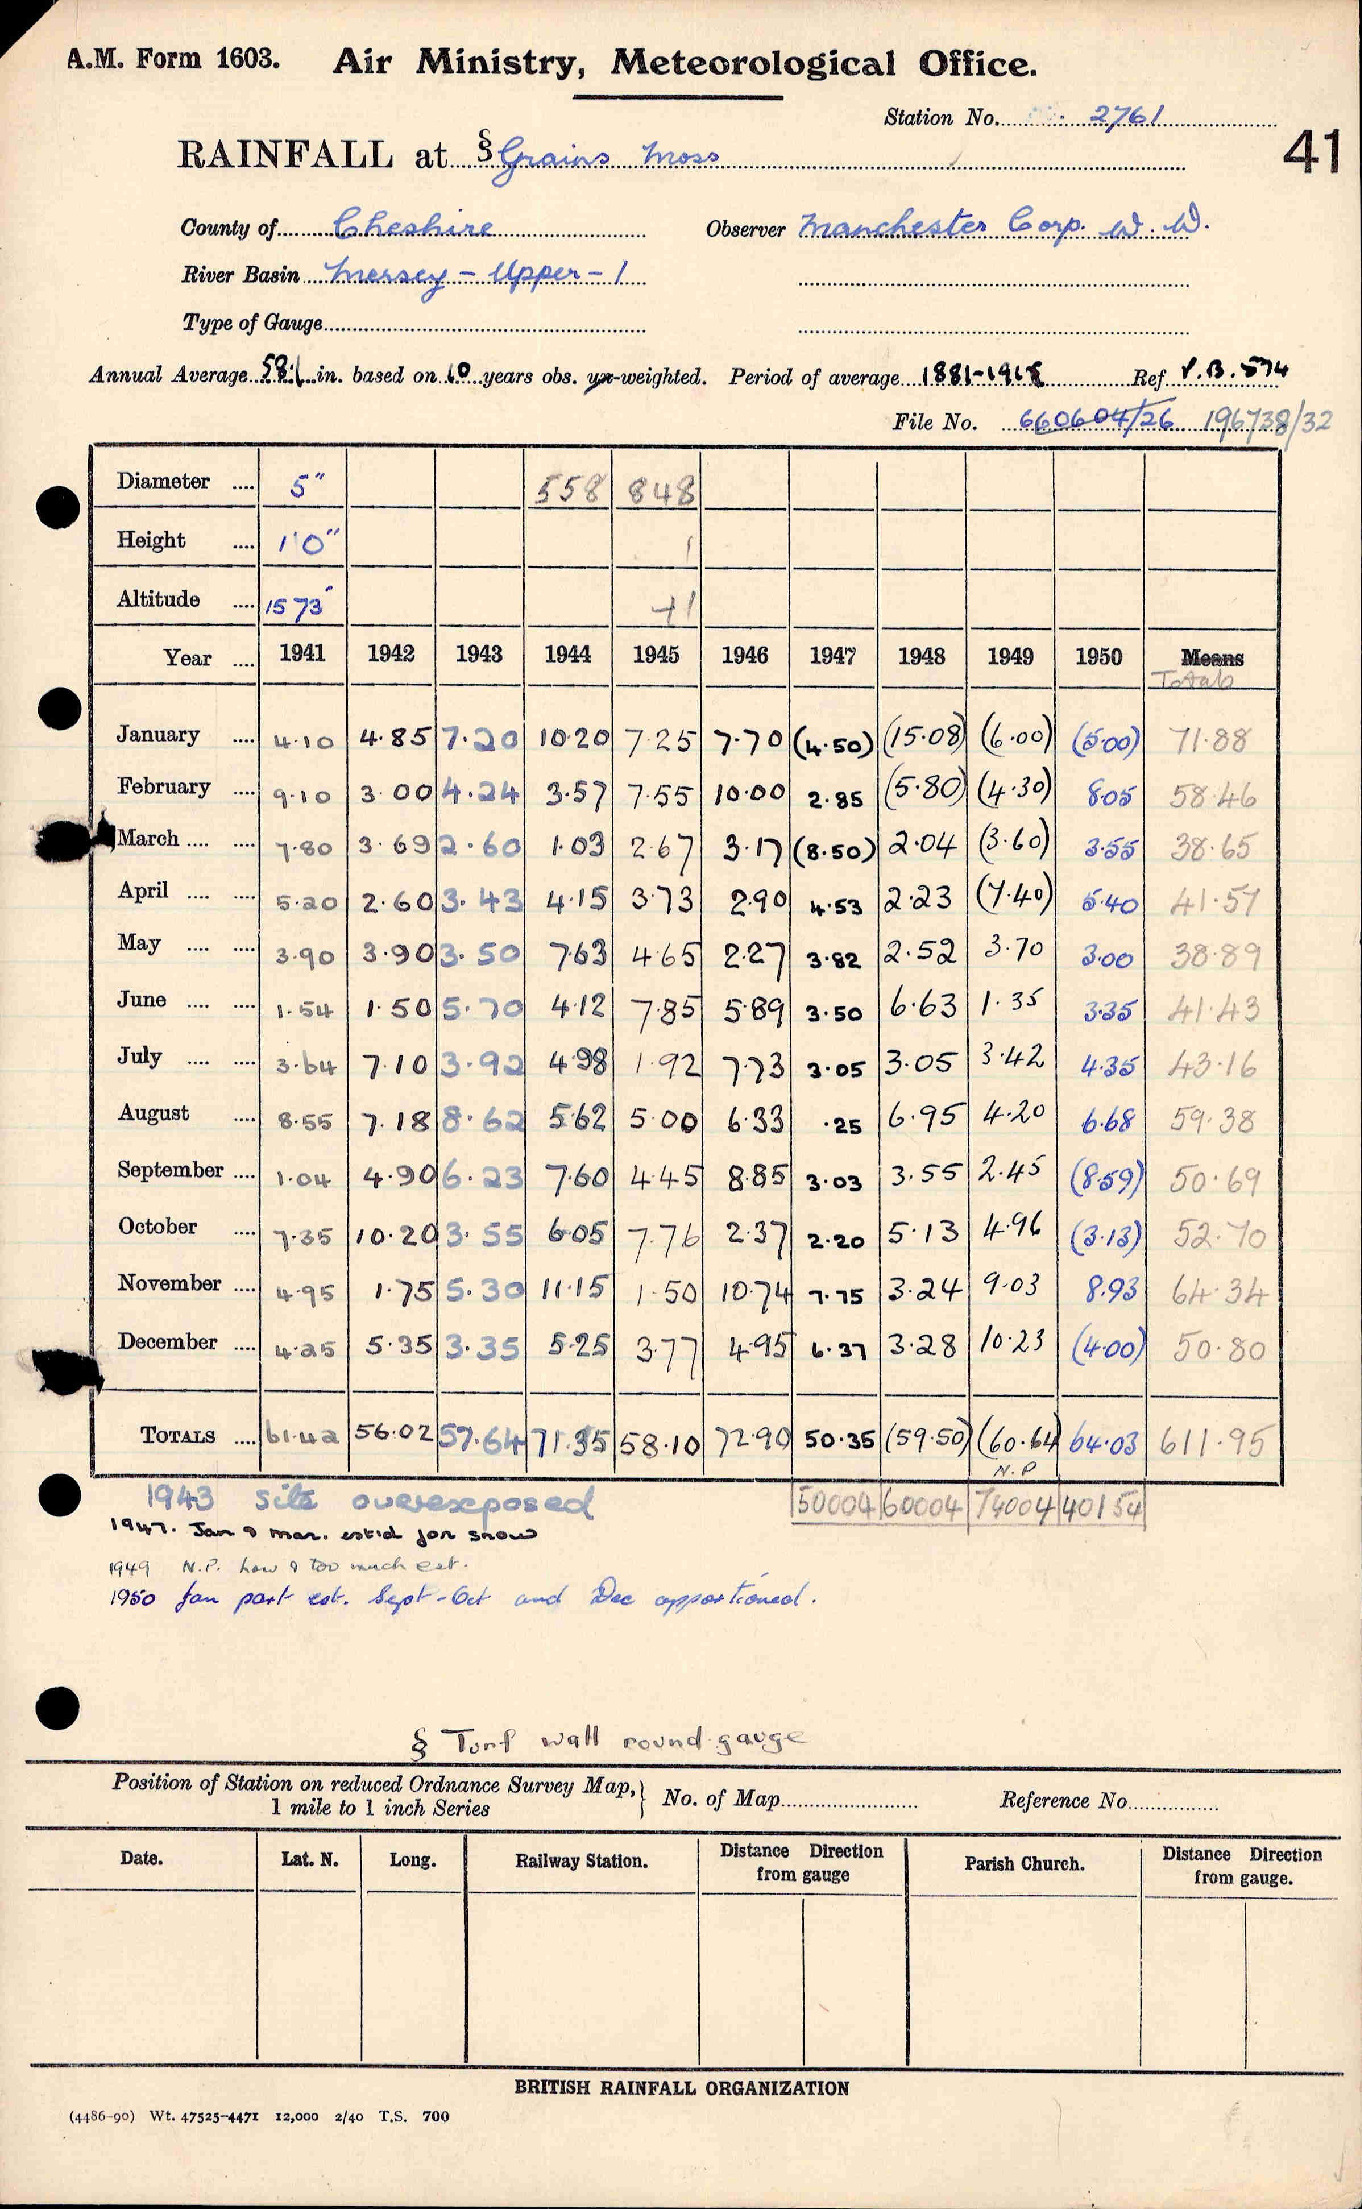 A.M. Form 1603. Air Ministry, Meteorological Office.
Station No. 2761
RAINFALL at § Grains Moss
41
County of Cheshire Observer Manchester Corp. W. W.
River Basin Mersey - Upper - 1
Type of Gauge
Annual Average 58.1 in. based on 10 years obs. un-weighted. Period of average 1881-1915 Ref V.B. 574
File No. 660604/26 196738/32
Diameter .... 5" 558 848
Height .... 1'0" 1
Altitude .... 1573' +1
Year .... 1941 1942 1943 1944 1945 1946 1947 1948 1949 1950 Means
Totals
January .... 4.10 4.85 7.20 10.20 7.25 7.70 (4.50) (15.08) (6.00) (5.00) 71.88
February .... 9.10 3.00 4.24 3.57 7.55 10.00 2.85 (5.80) (4.30) 8.05 58.46
March .... .... 7.80 3.69 2.60 1.03 2.67 3.17 (8.50) 2.04 (3.60) 3.55 38.65
April .... .... 5.20 2.60 3.43 4.15 3.73 2.90 4.53 2.23 (7.40) 5.40 41.57
May .... .... 3.90 3.90 3.50 7.63 4.65 2.27 3.82 2.52 3.70 3.00 38.89
June .... .... 1.54 1.50 5.70 4.12 7.85 5.89 3.50 6.63 1.35 3.35 41.43
July .... .... 3.64 7.10 3.92 4.98 1.92 7.73 3.05 3.05 3.42 4.35 43.16
August .... 8.55 7.18 8.62 5.62 5.00 6.33 .25 6.95 4.20 6.68 59.38
September .... 1.04 4.90 6.23 7.60 4.45 8.85 3.03 3.55 2.45 (8.59) 50.69
October .... 7.35 10.20 3.55 6.05 7.76 2.37 2.20 5.13 4.96 (3.13) 52.70
November .... 4.95 1.75 5.30 11.15 1.50 10.74 7.75 3.24 9.03 8.93 64.34
December .... 4.25 5.35 3.35 5.25 3.77 4.95 6.37 3.28 10.23 (4.00) 50.80
TOTALS .... 61.42 56.02 57.64 71.35 58.10 72.90 50.35 (59.50) (60.64) 64.03 611.95
N.P
50004 60004 74004 40154
1943 site overexposed
1947. Jan & Mar. est'd for snow
1949 N.P. low & too much est.
1950 Jan part est. Sept-Oct and Dec apportioned.
§ Turf wall round gauge
Position of Station on reduced Ordnance Survey Map, } No. of Map Reference No.
1 mile to 1 inch Series
Date. Lat. N. Long. Railway Station. Distance Direction from gauge Parish Church. Distance Direction from gauge.
BRITISH RAINFALL ORGANIZATION
(4486-90) Wt. 47525-4471 12,000 2/40 T.S. 700